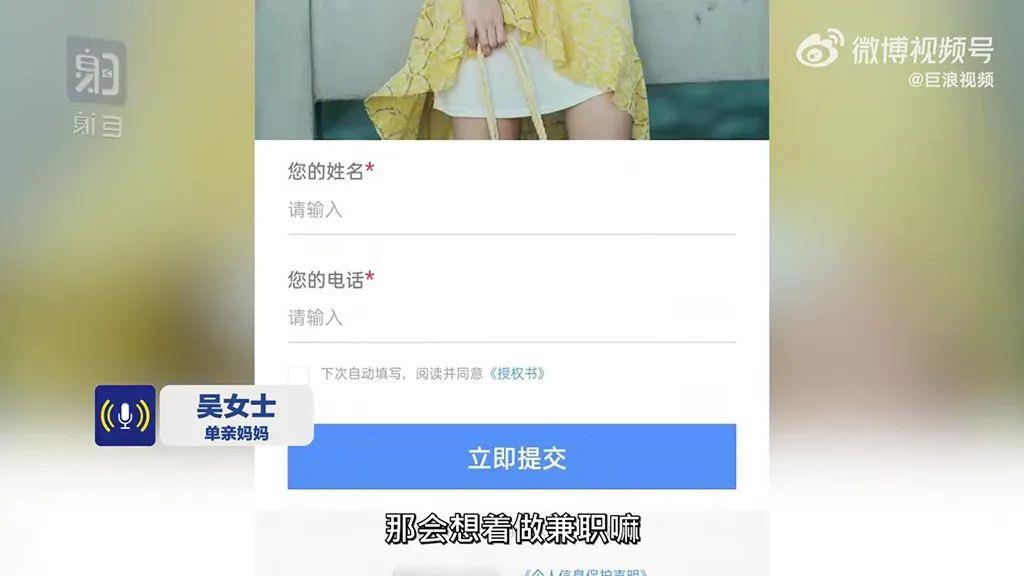 微博视频号
@巨浪视频
您的姓名*
请输入
您的电话*
请输入
下次自动填写，阅读并同意《授权书》
吴女士
单亲妈妈
立即提交
那会想着做兼职嘛
《个人信息保护声明》